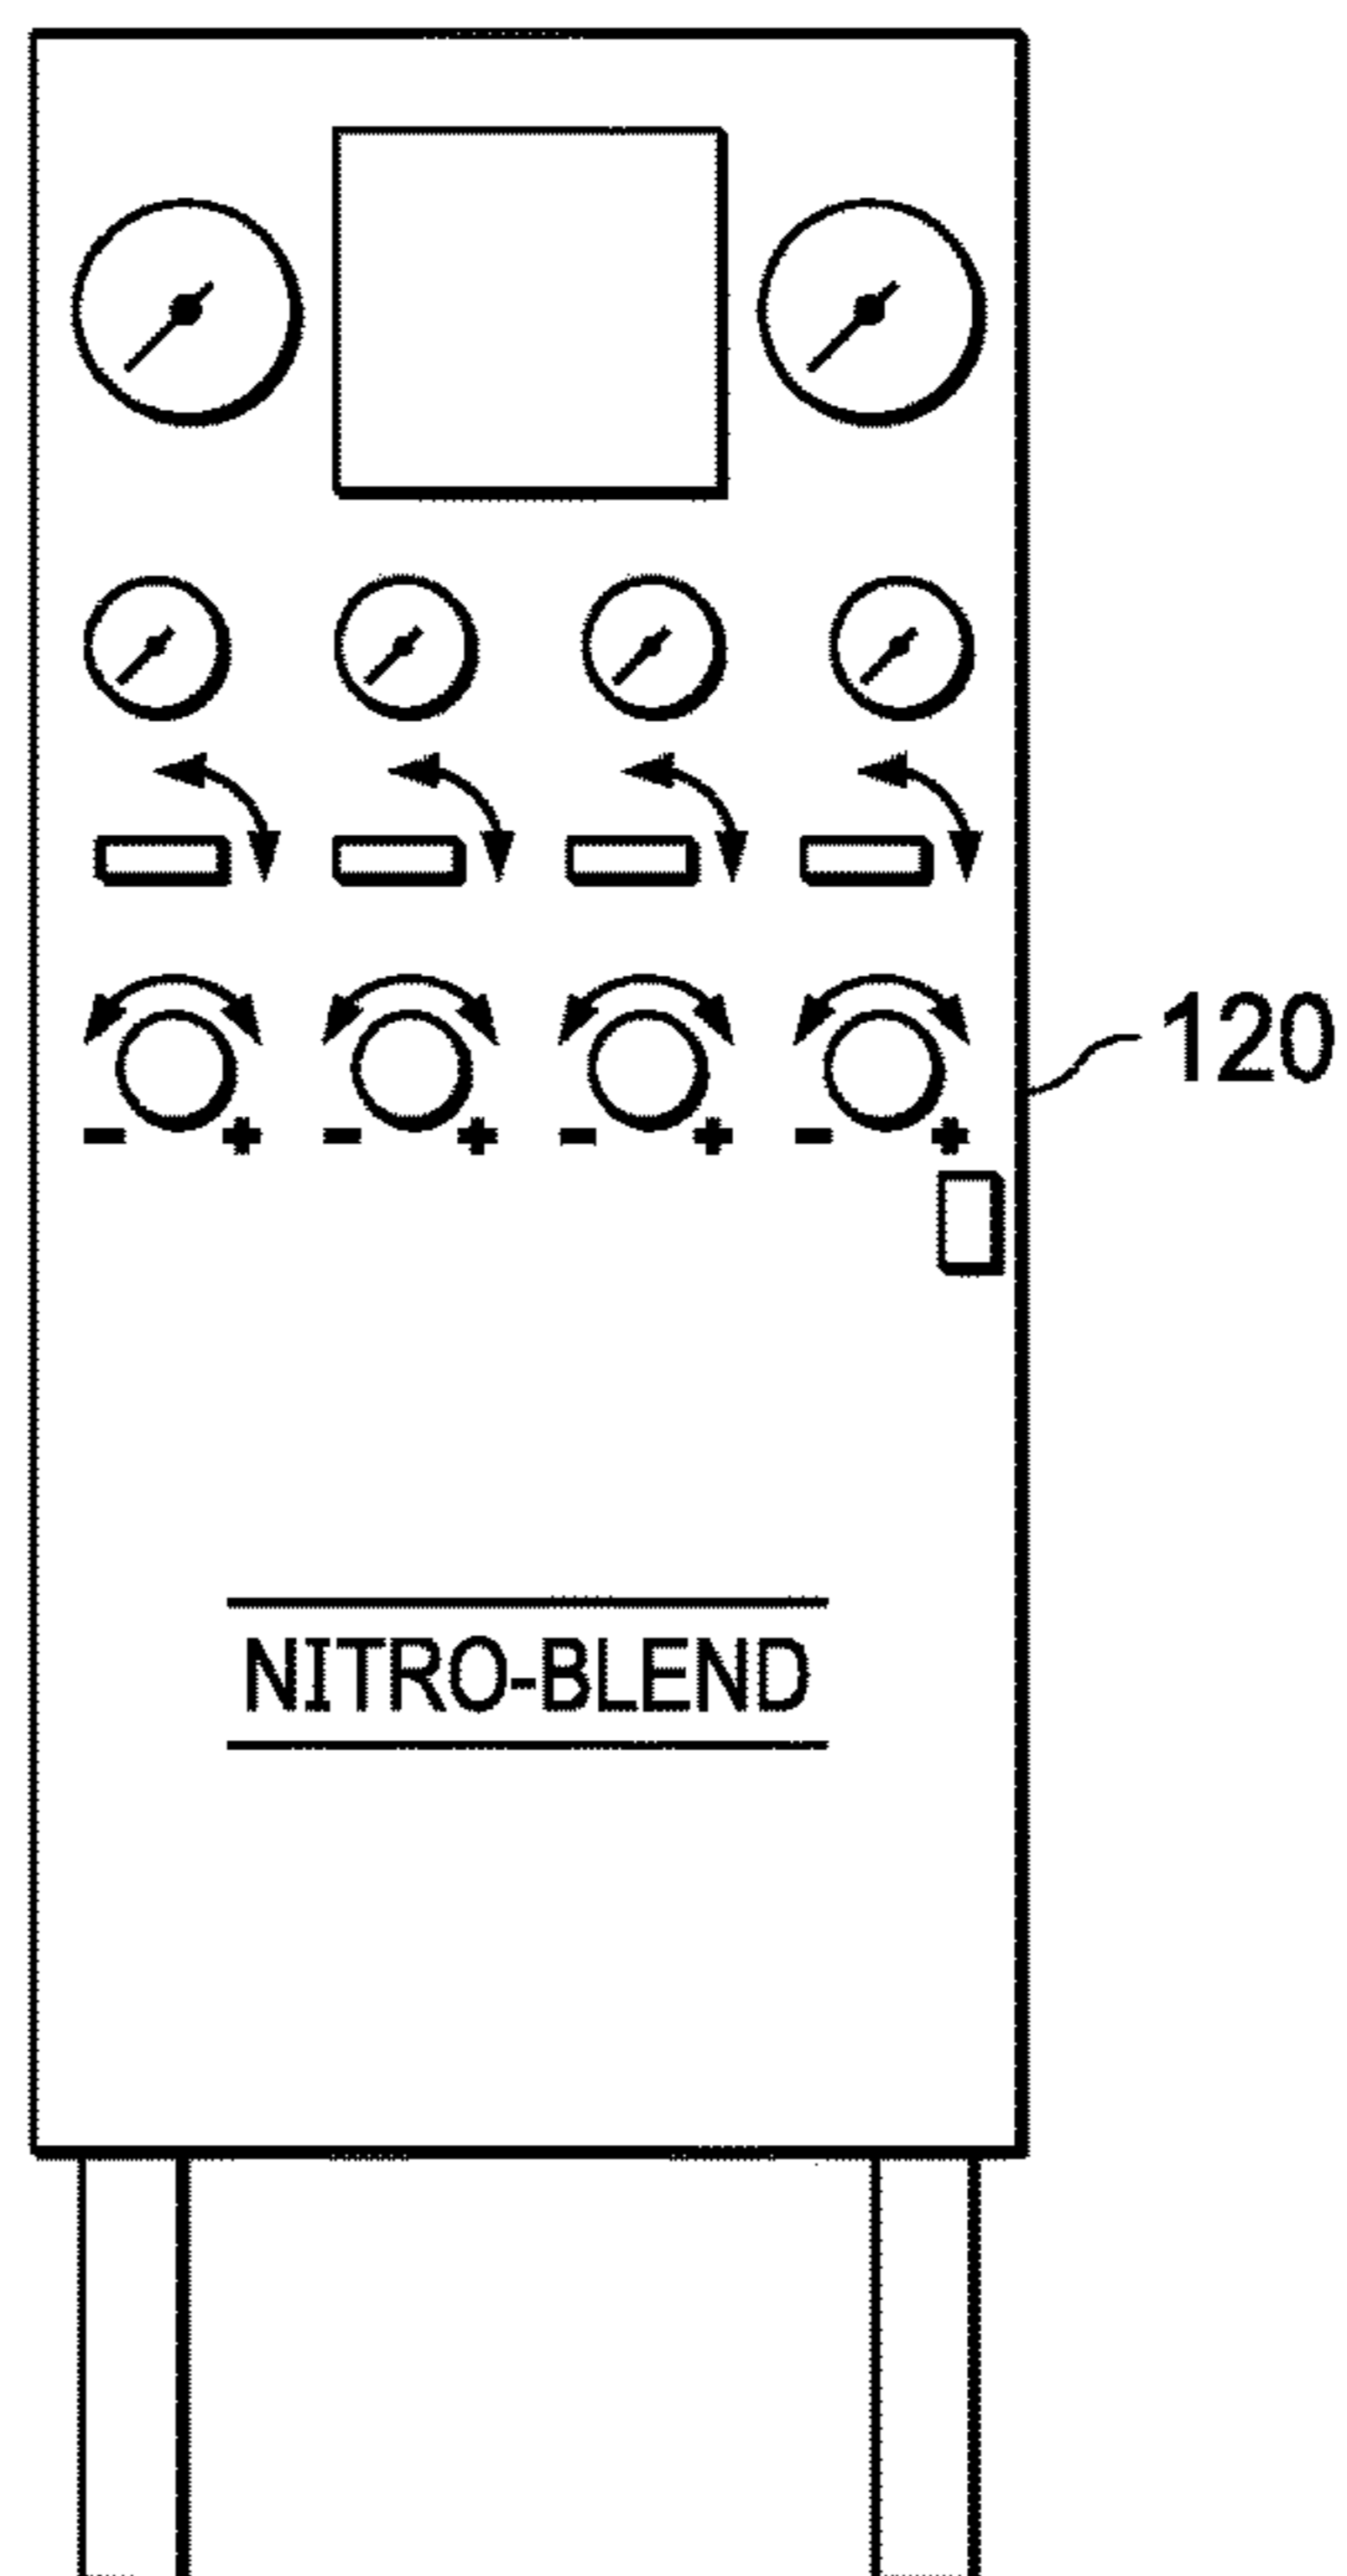 120
- + - + - + - +
NITRO-BLEND